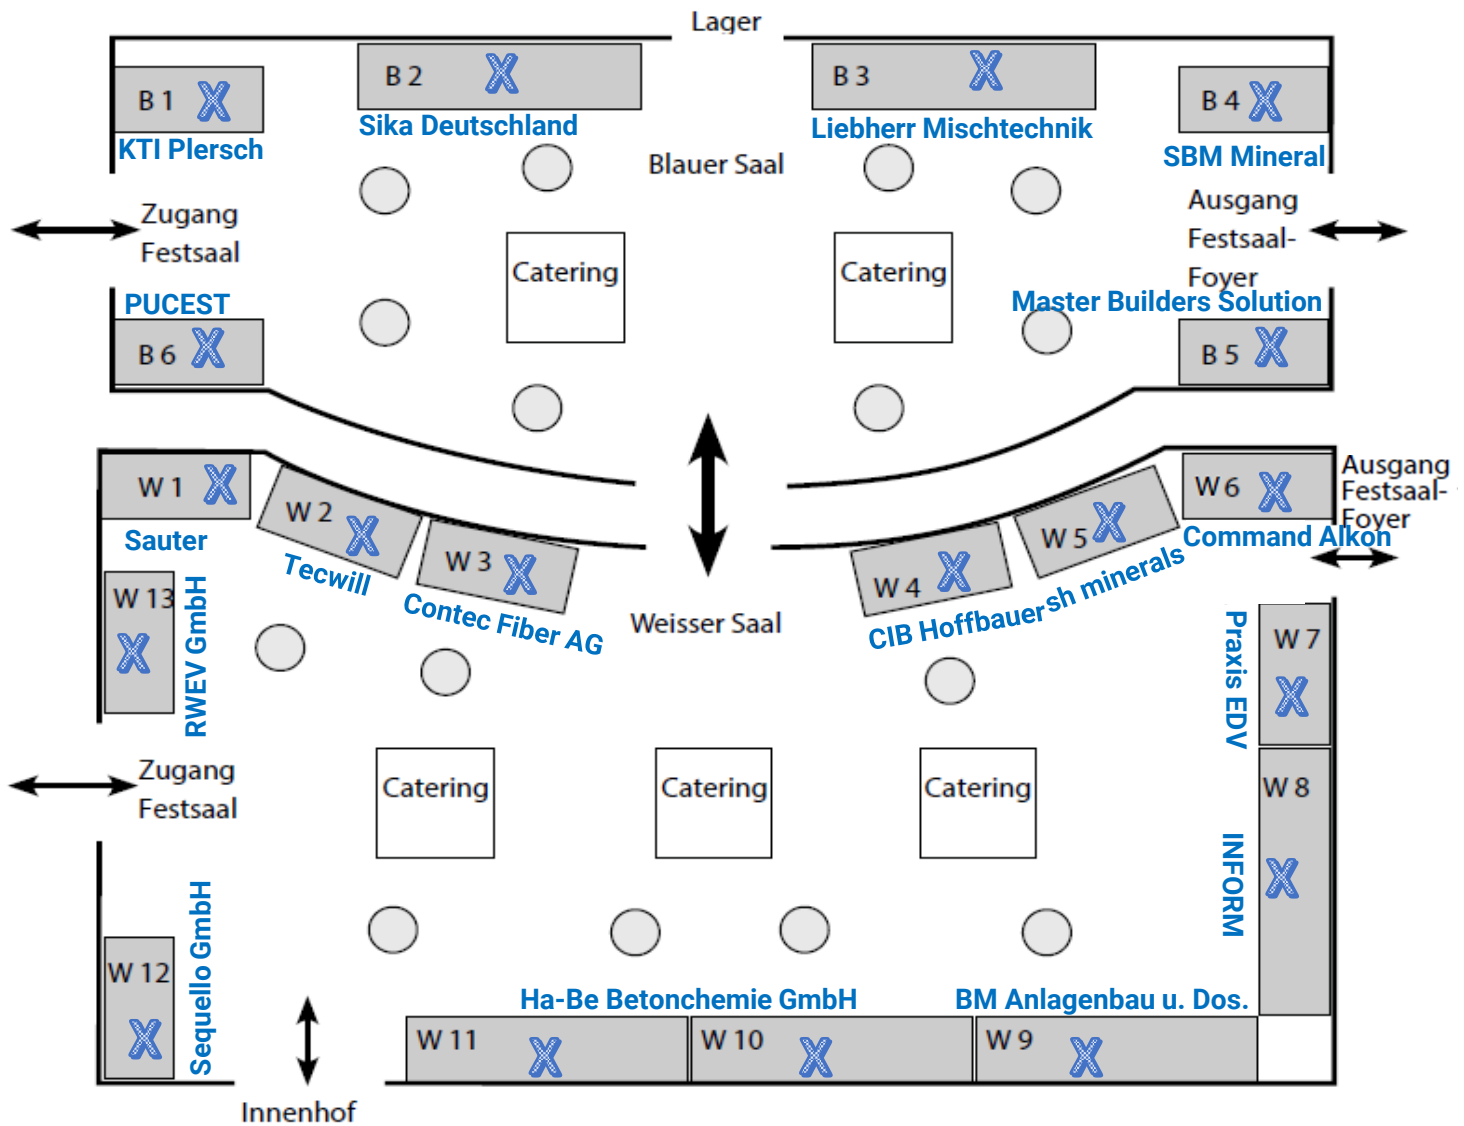 Lager
B 1
B 2
B 3
B 4
KTI Plersch
Sika Deutschland
Liebherr Mischtechnik
SBM Mineral
Blauer Saal
Zugang
Festsaal
Ausgang
Festsaal-
Foyer
Catering
Catering
PUCEST
Master Builders Solution
B 6
B 5
W 1
W 2
W 3
W 4
W 5
W 6
Ausgang
Festsaal-
Foyer
Sauter
Tecwill
Contec Fiber AG
CIB Hoffbauer
sh minerals
Command Alkon
Weisser Saal
W 13
RWEV GmbH
W 7
Praxis EDV
Zugang
Festsaal
Catering
Catering
Catering
W 8
INFORM
W 12
Sequello GmbH
Ha-Be Betonchemie GmbH
BM Anlagenbau u. Dos.
W 11
W 10
W 9
Innenhof